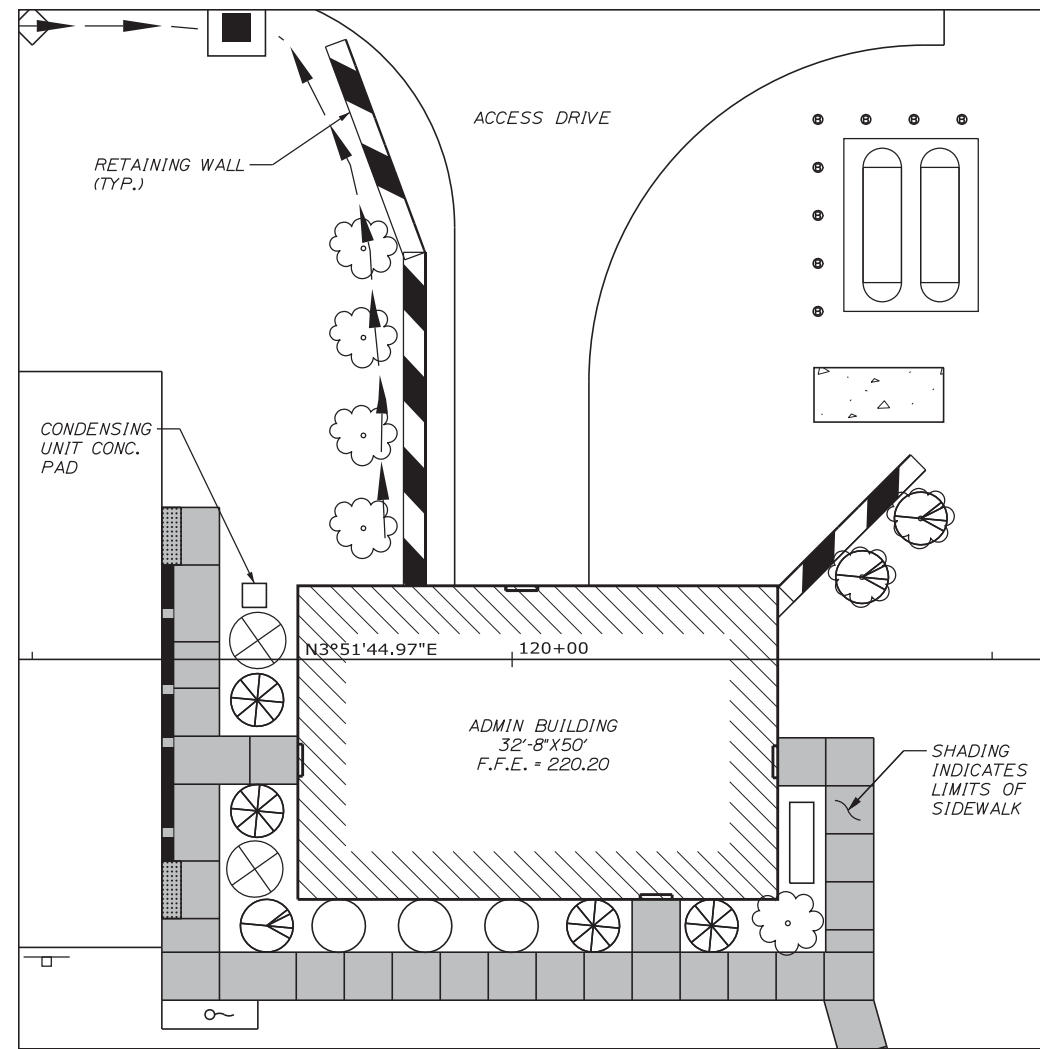 ACCESS DRIVE
RETAINING WALL
(TYP.)
CONDENSING
UNIT CONC.
PAD
N3°51'44.97"E
120+00
ADMIN BUILDING
32'-8"X50'
F.F.E. = 220.20
SHADING
INDICATES
LIMITS OF
SIDEWALK